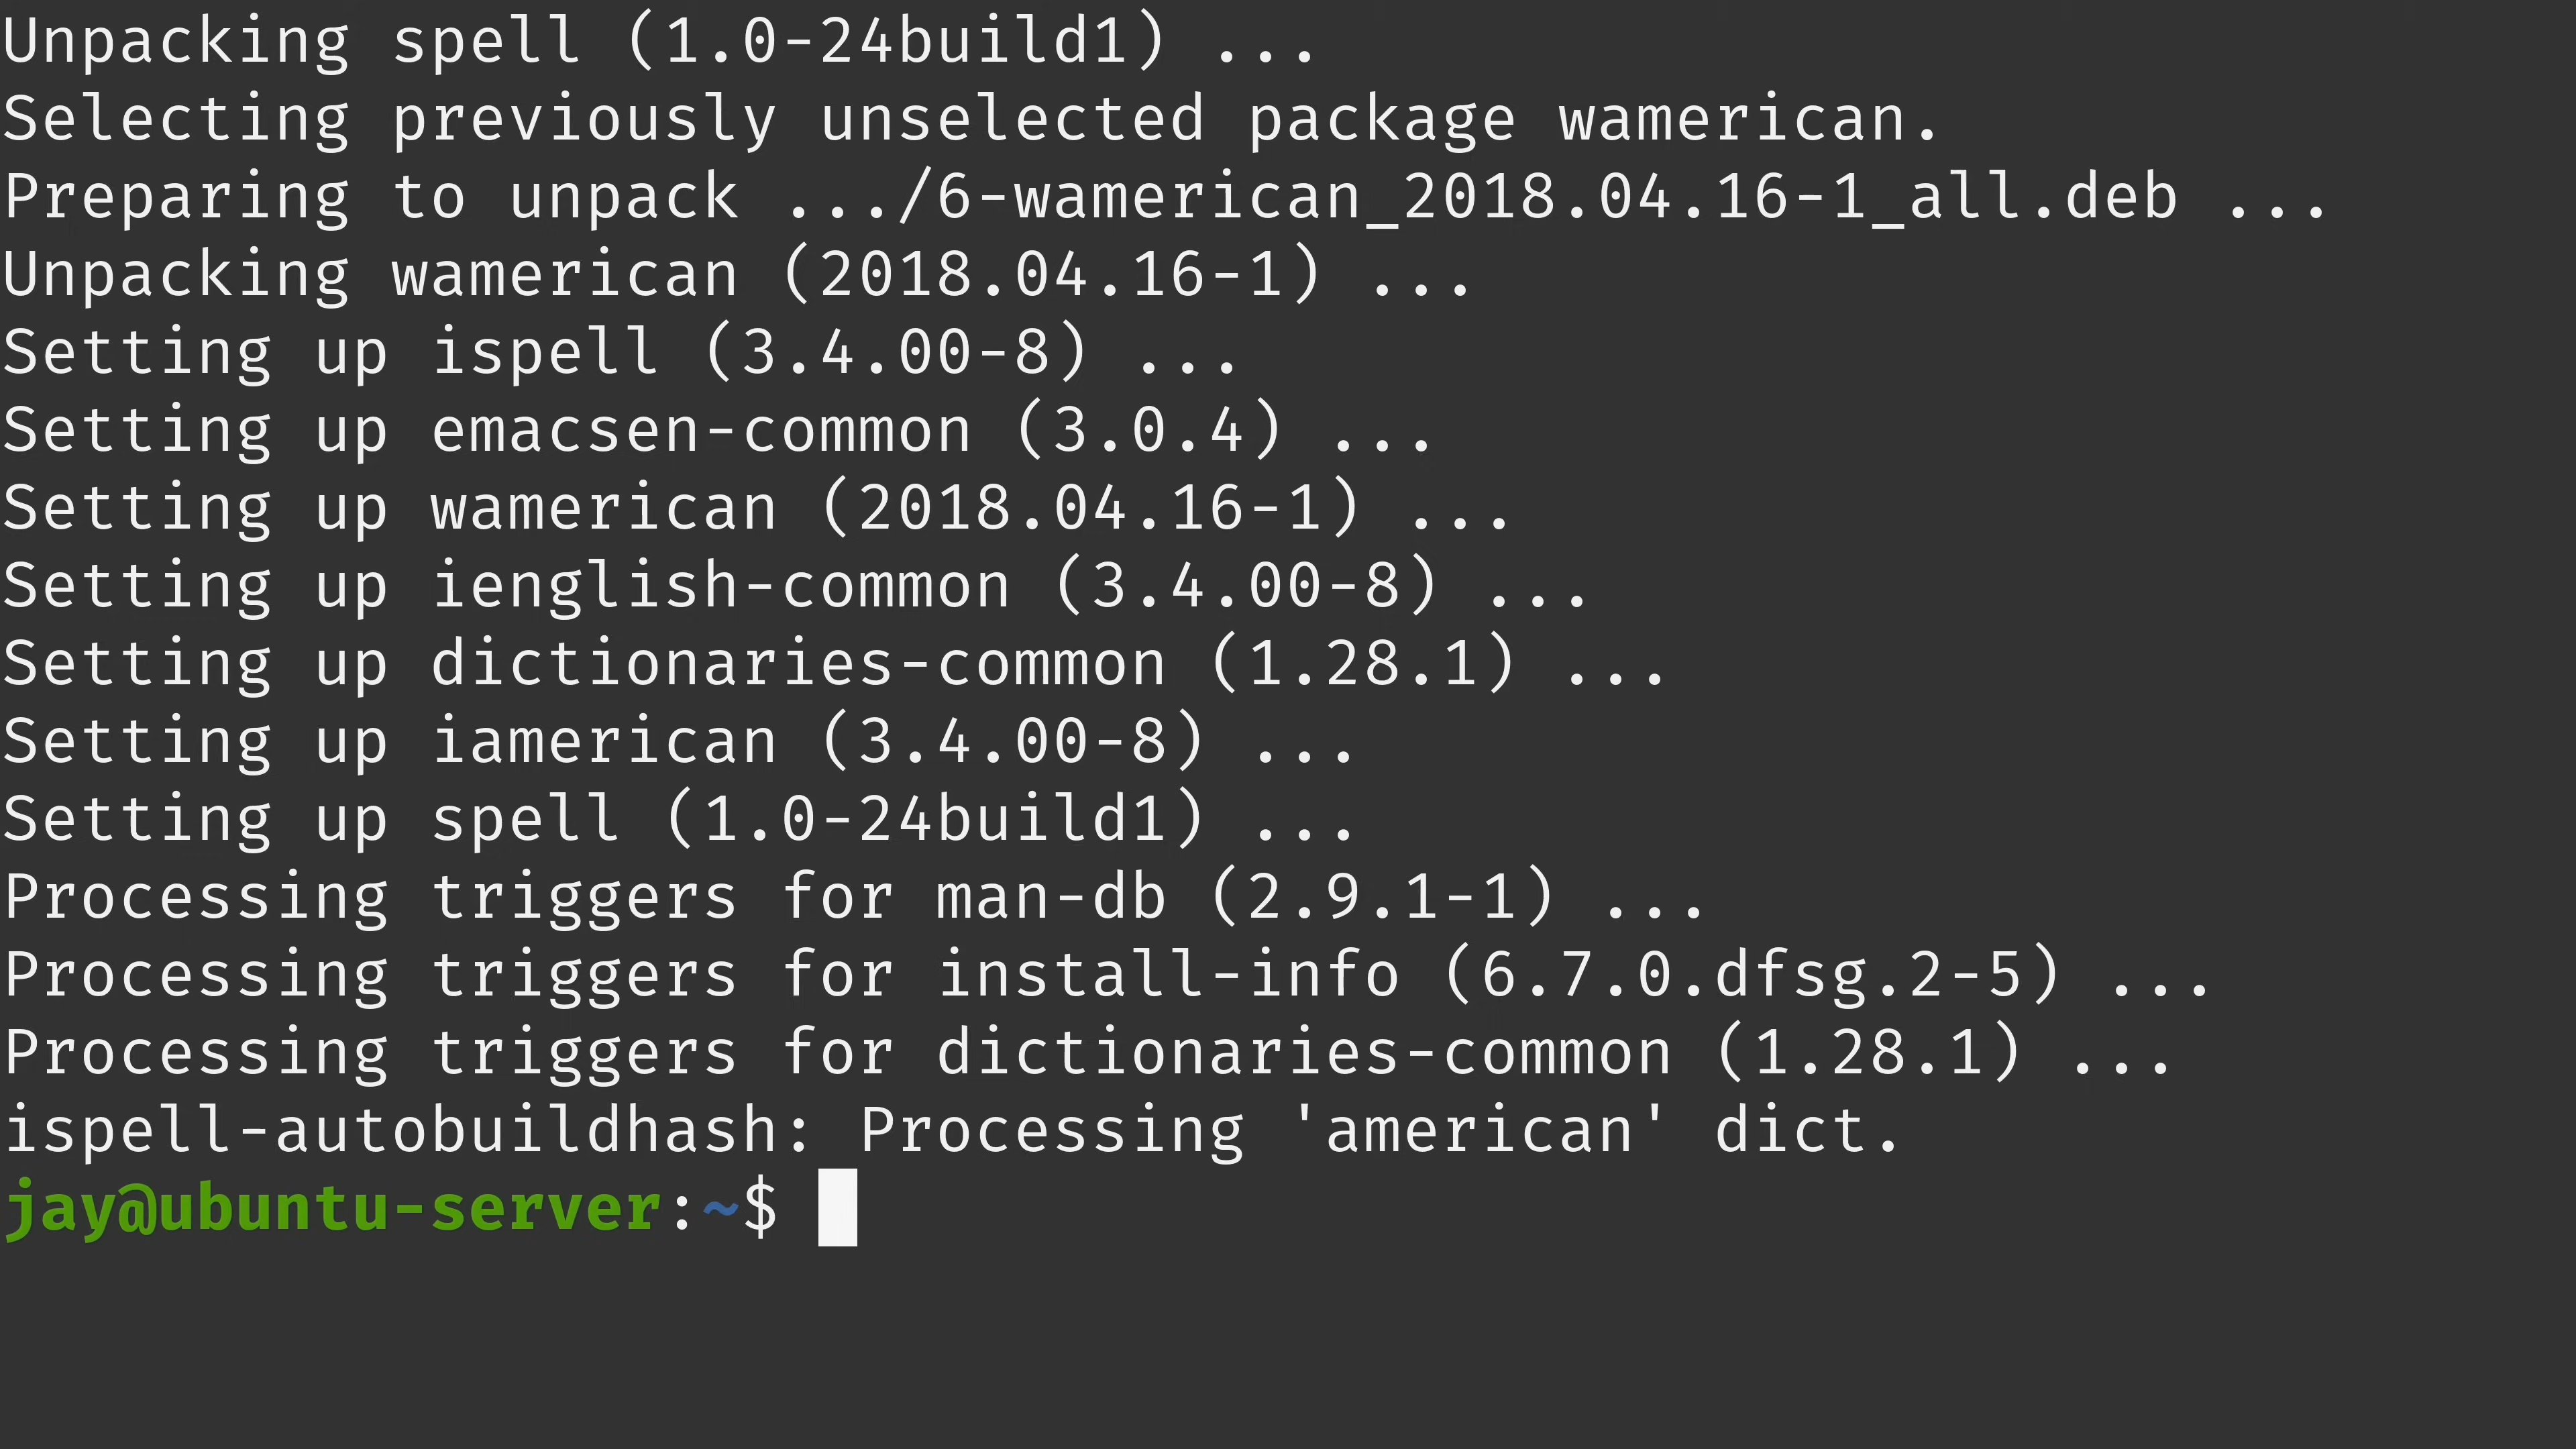 Unpacking spell (1.0-24build1) ...
Selecting previously unselected package wamerican.
Preparing to unpack .../6-wamerican_2018.04.16-1_all.deb ...
Unpacking wamerican (2018.04.16-1) ...
Setting up ispell (3.4.00-8) ...
Setting up emacsen-common (3.0.4) ...
Setting up wamerican (2018.04.16-1) ...
Setting up ienglish-common (3.4.00-8) ...
Setting up dictionaries-common (1.28.1) ...
Setting up iamerican (3.4.00-8) ...
Setting up spell (1.0-24build1) ...
Processing triggers for man-db (2.9.1-1) ...
Processing triggers for install-info (6.7.0.dfsg.2-5) ...
Processing triggers for dictionaries-common (1.28.1) ...
ispell-autobuildhash: Processing 'american' dict.
jay@ubuntu-server:~$